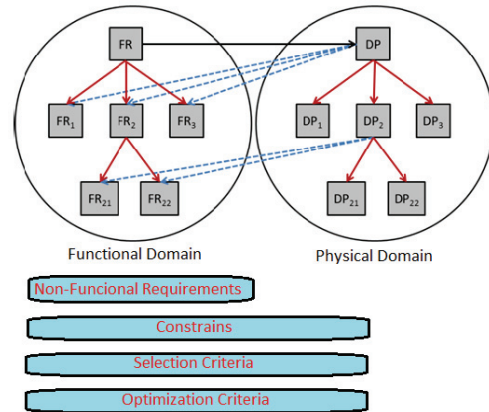 FR DP
FR1 FR2 FR3 DP1 DP2 DP3
FR21 FR22 DP21 DP22
Functional Domain Physical Domain
Non-Functional Requirements
Constrains
Selection Criteria
Optimization Criteria